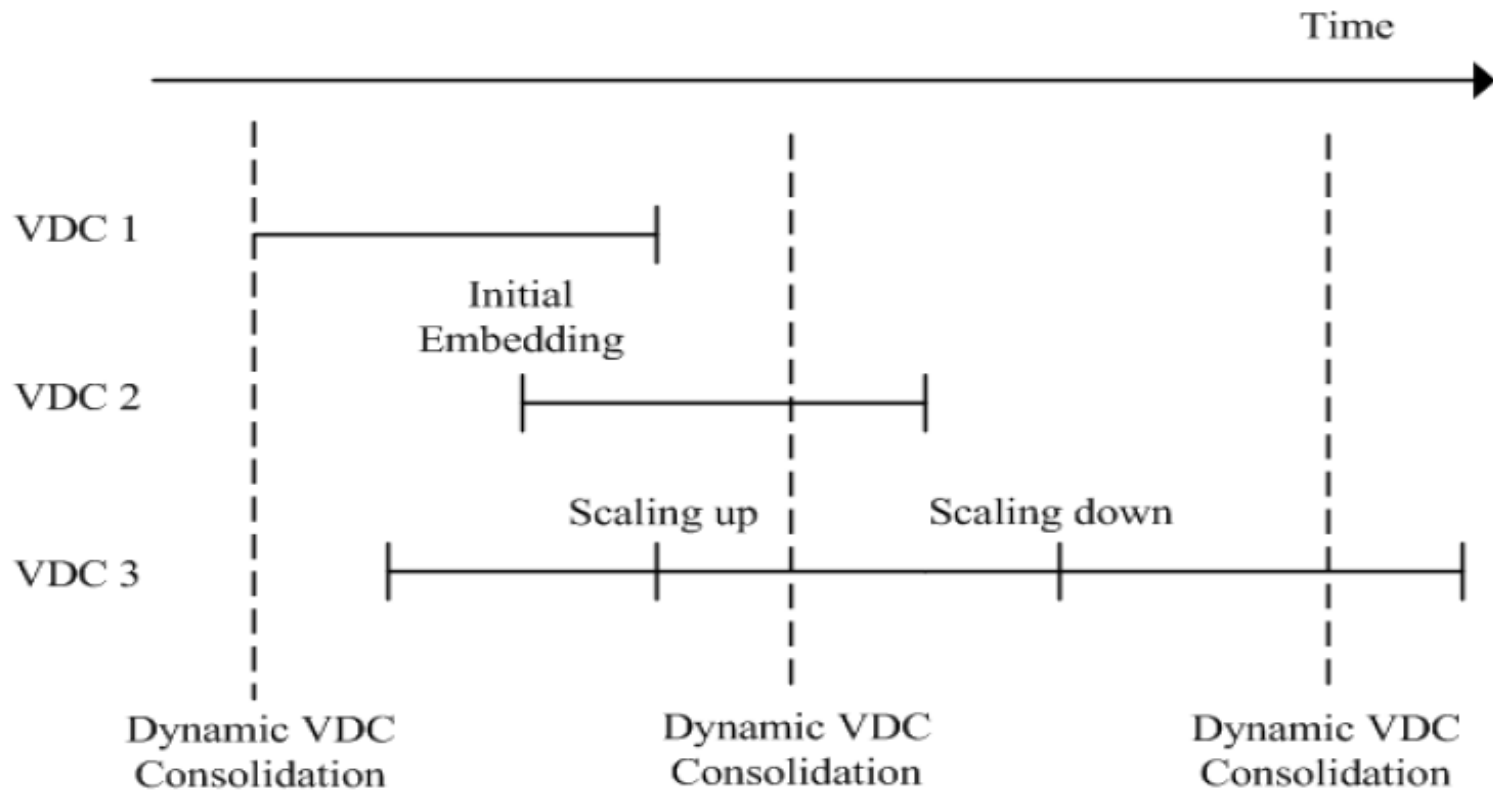 Time
VDC 1
Initial
Embedding
VDC 2
Scaling up
Scaling down
VDC 3
Dynamic VDC
Consolidation
Dynamic VDC
Consolidation
Dynamic VDC
Consolidation